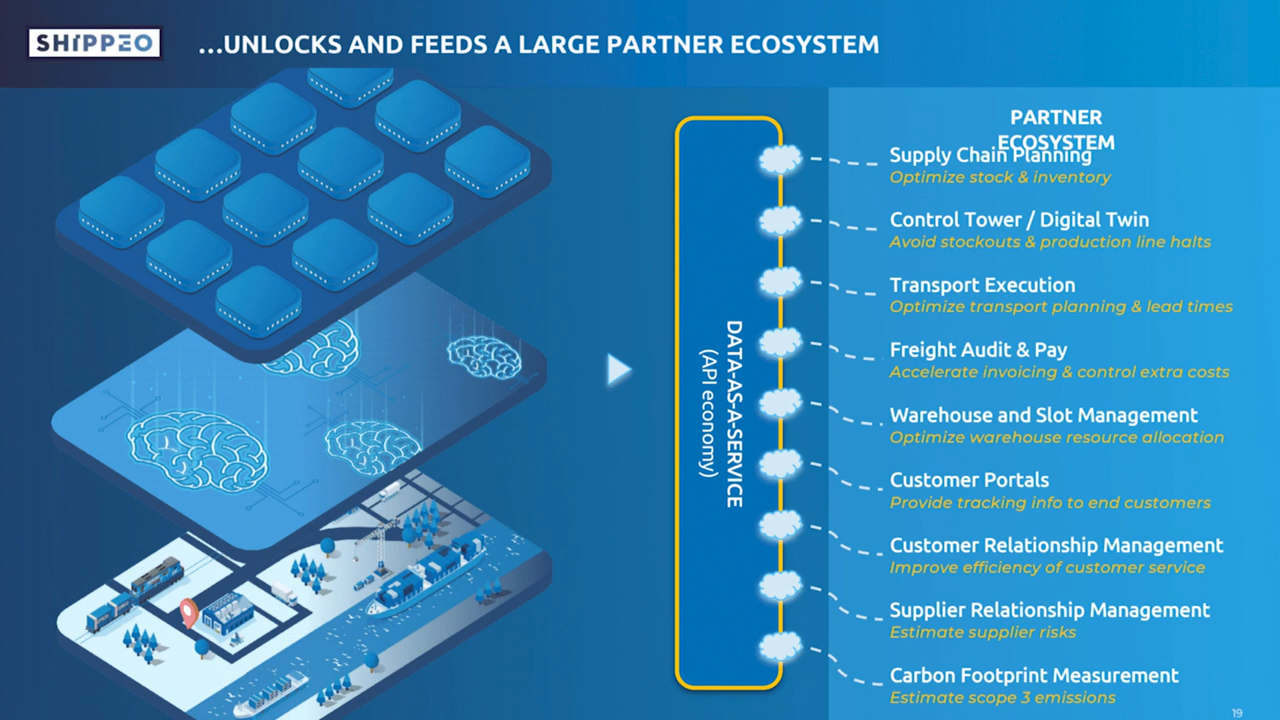 SHIPPEO
...UNLOCKS AND FEEDS A LARGE PARTNER ECOSYSTEM
DATA-AS-A-SERVICE
(API economy)
PARTNER
ECOSYSTEM
Supply Chain Planning
Optimize stock & inventory
Control Tower / Digital Twin
Avoid stockouts & production line halts
Transport Execution
Optimize transport planning & lead times
Freight Audit & Pay
Accelerate invoicing & control extra costs
Warehouse and Slot Management
Optimize warehouse resource allocation
Customer Portals
Provide tracking info to end customers
Customer Relationship Management
Improve efficiency of customer service
Supplier Relationship Management
Estimate supplier risks
Carbon Footprint Measurement
Estimate scope 3 emissions
19